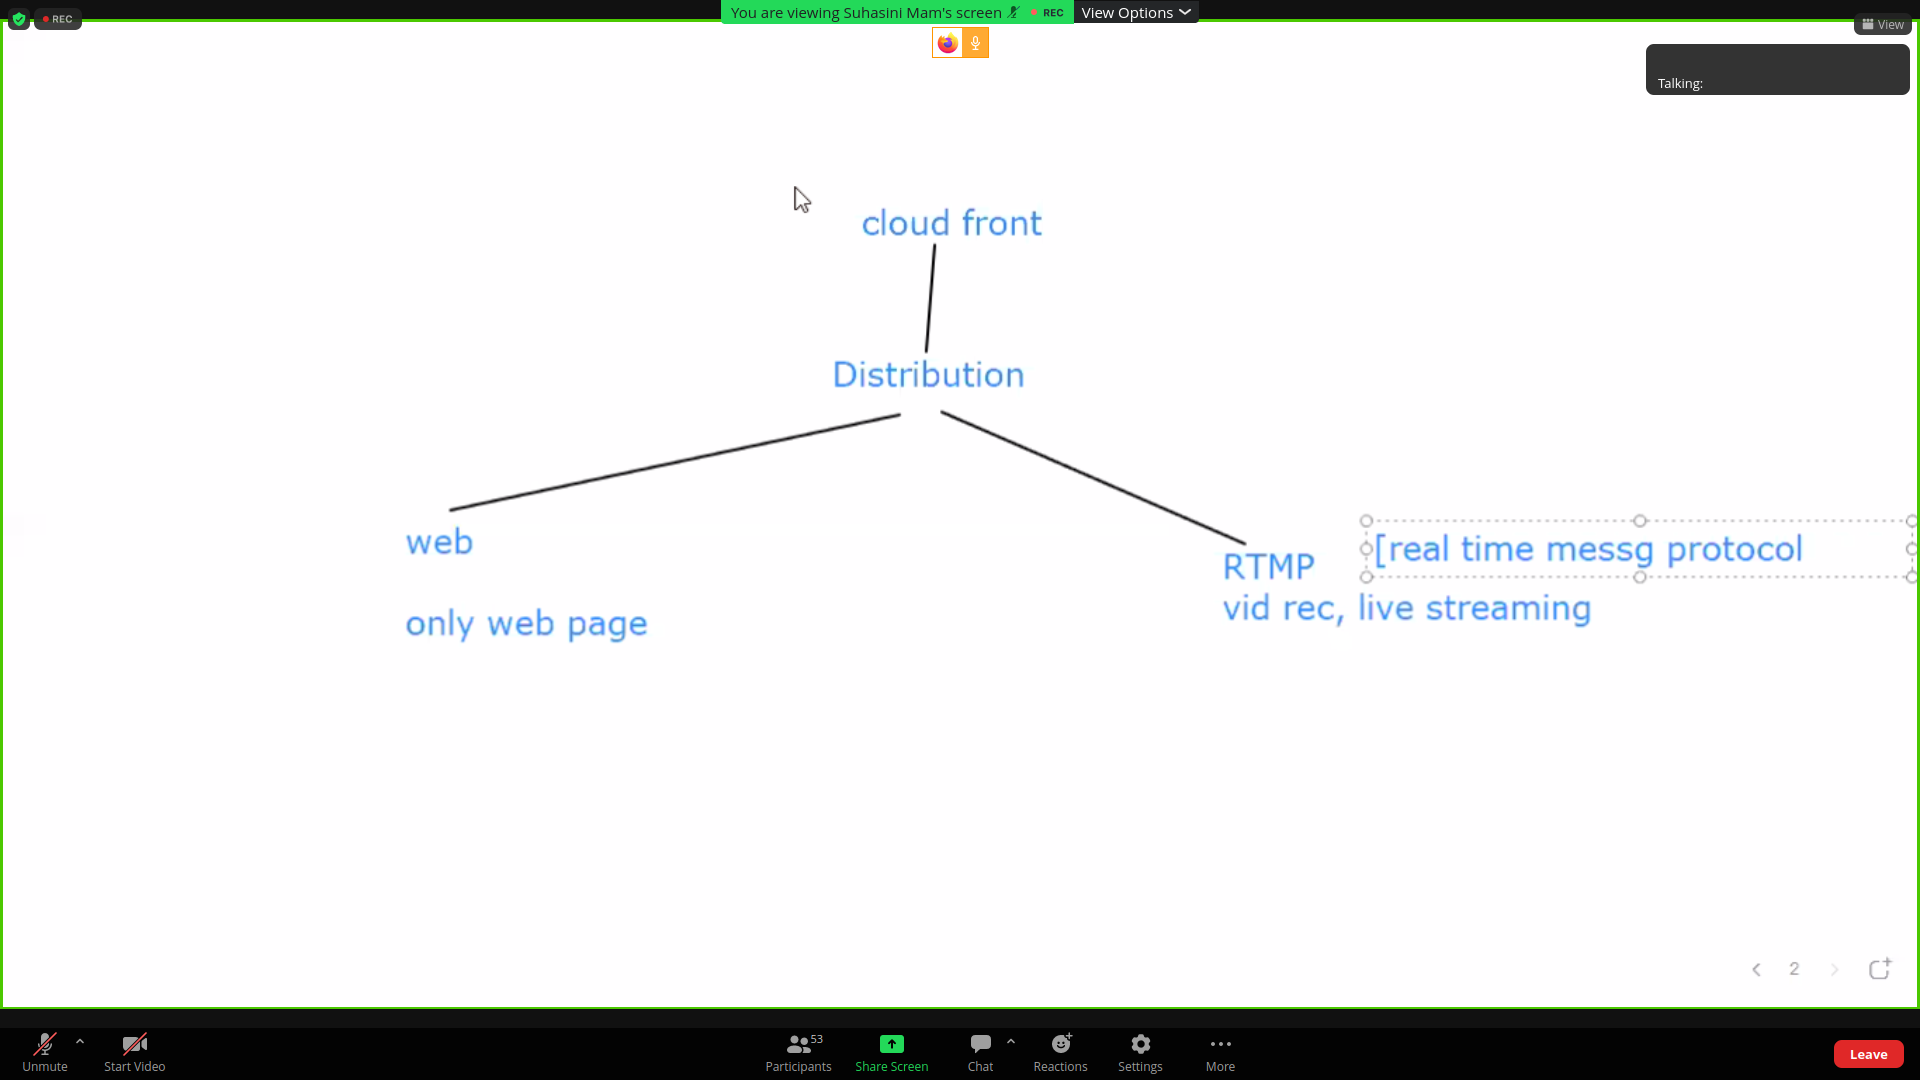 REC
You are viewing Suhasini Mam's screen REC View Options
View
Talking:
cloud front
Distribution
web
only web page
RTMP
[real time messg protocol
vid rec, live streaming
2
Unmute
Start Video
53
Participants
Share Screen
Chat
Reactions
Settings
More
Leave